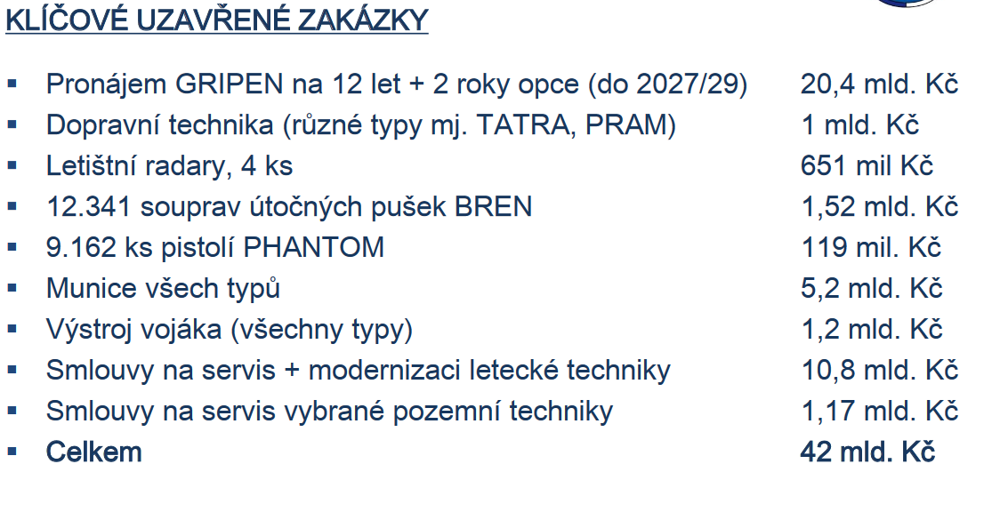 KLÍČOVÉ UZAVŘENÉ ZAKÁZKY
▪ Pronájem GRIPEN na 12 let + 2 roky opce (do 2027/29) 20,4 mld. Kč
▪ Dopravní technika (různé typy mj. TATRA, PRAM) 1 mld. Kč
▪ Letištní radary, 4 ks 651 mil Kč
▪ 12.341 souprav útočných pušek BREN 1,52 mld. Kč
▪ 9.162 ks pistolí PHANTOM 119 mil. Kč
▪ Munice všech typů 5,2 mld. Kč
▪ Výstroj vojáka (všechny typy) 1,2 mld. Kč
▪ Smlouvy na servis + modernizaci letecké techniky 10,8 mld. Kč
▪ Smlouvy na servis vybrané pozemní techniky 1,17 mld. Kč
▪ Celkem 42 mld. Kč